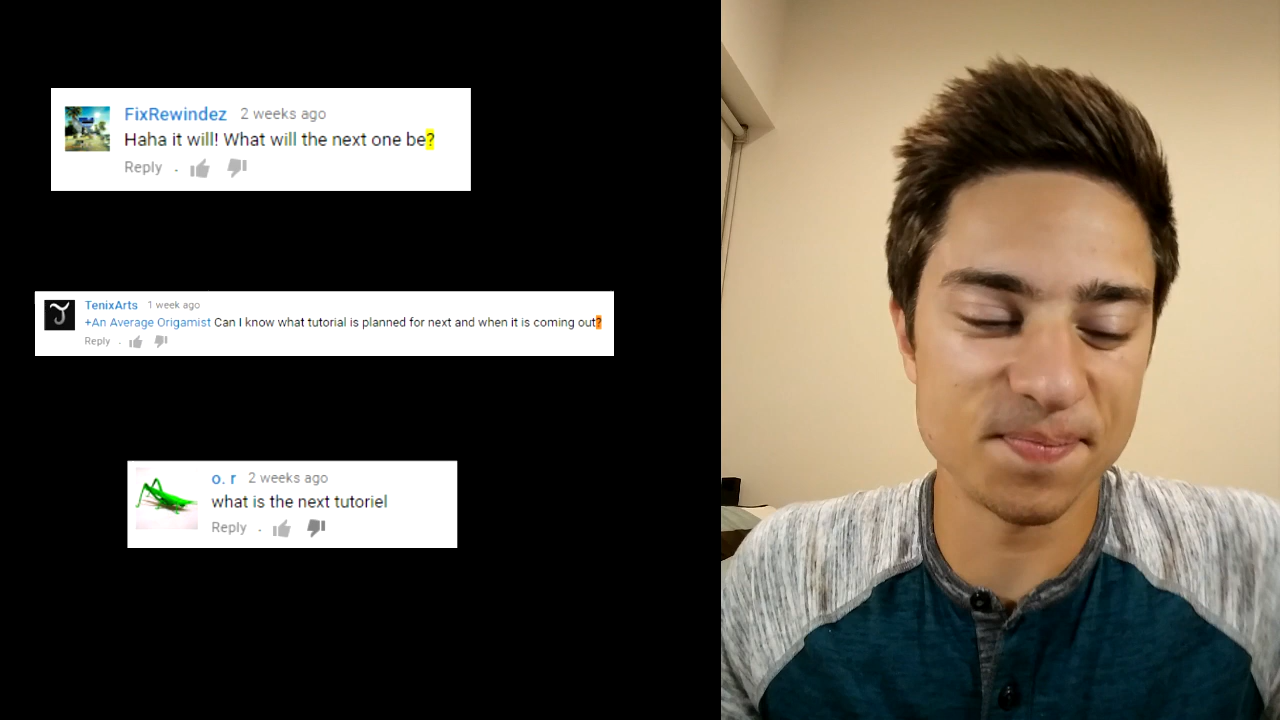 FixRewindez 2 weeks ago
Haha it will! What will the next one be?
Reply .
TenixArts 1 week ago
+An Average Origamist Can I know what tutorial is planned for next and when it is coming out?
Reply .
o. r 2 weeks ago
what is the next tutoriel
Reply .